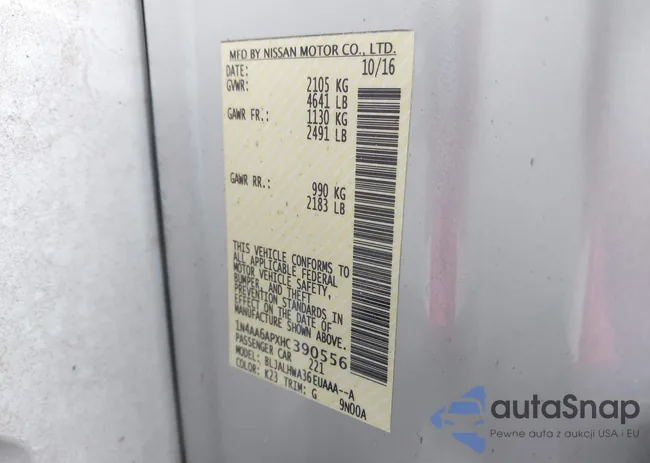 MFD BY NISSAN MOTOR CO., LTD.
DATE: 10/16
GVWR: 2105 KG
4641 LB
GAWR FR.: 1130 KG
2491 LB
GAWR RR.: 990 KG
2183 LB
THIS VEHICLE CONFORMS TO
ALL APPLICABLE FEDERAL
MOTOR VEHICLE SAFETY,
BUMPER, AND THEFT
PREVENTION STANDARDS IN
EFFECT ON THE DATE OF
MANUFACTURE SHOWN ABOVE.
1N4AA6APXHC390556
PASSENGER CAR 221
MODEL: BLJALHWA36EUAAA--A
COLOR: K23 TRIM: G 9N00A
autaSnap
Pewne auta z aukcji USA i EU